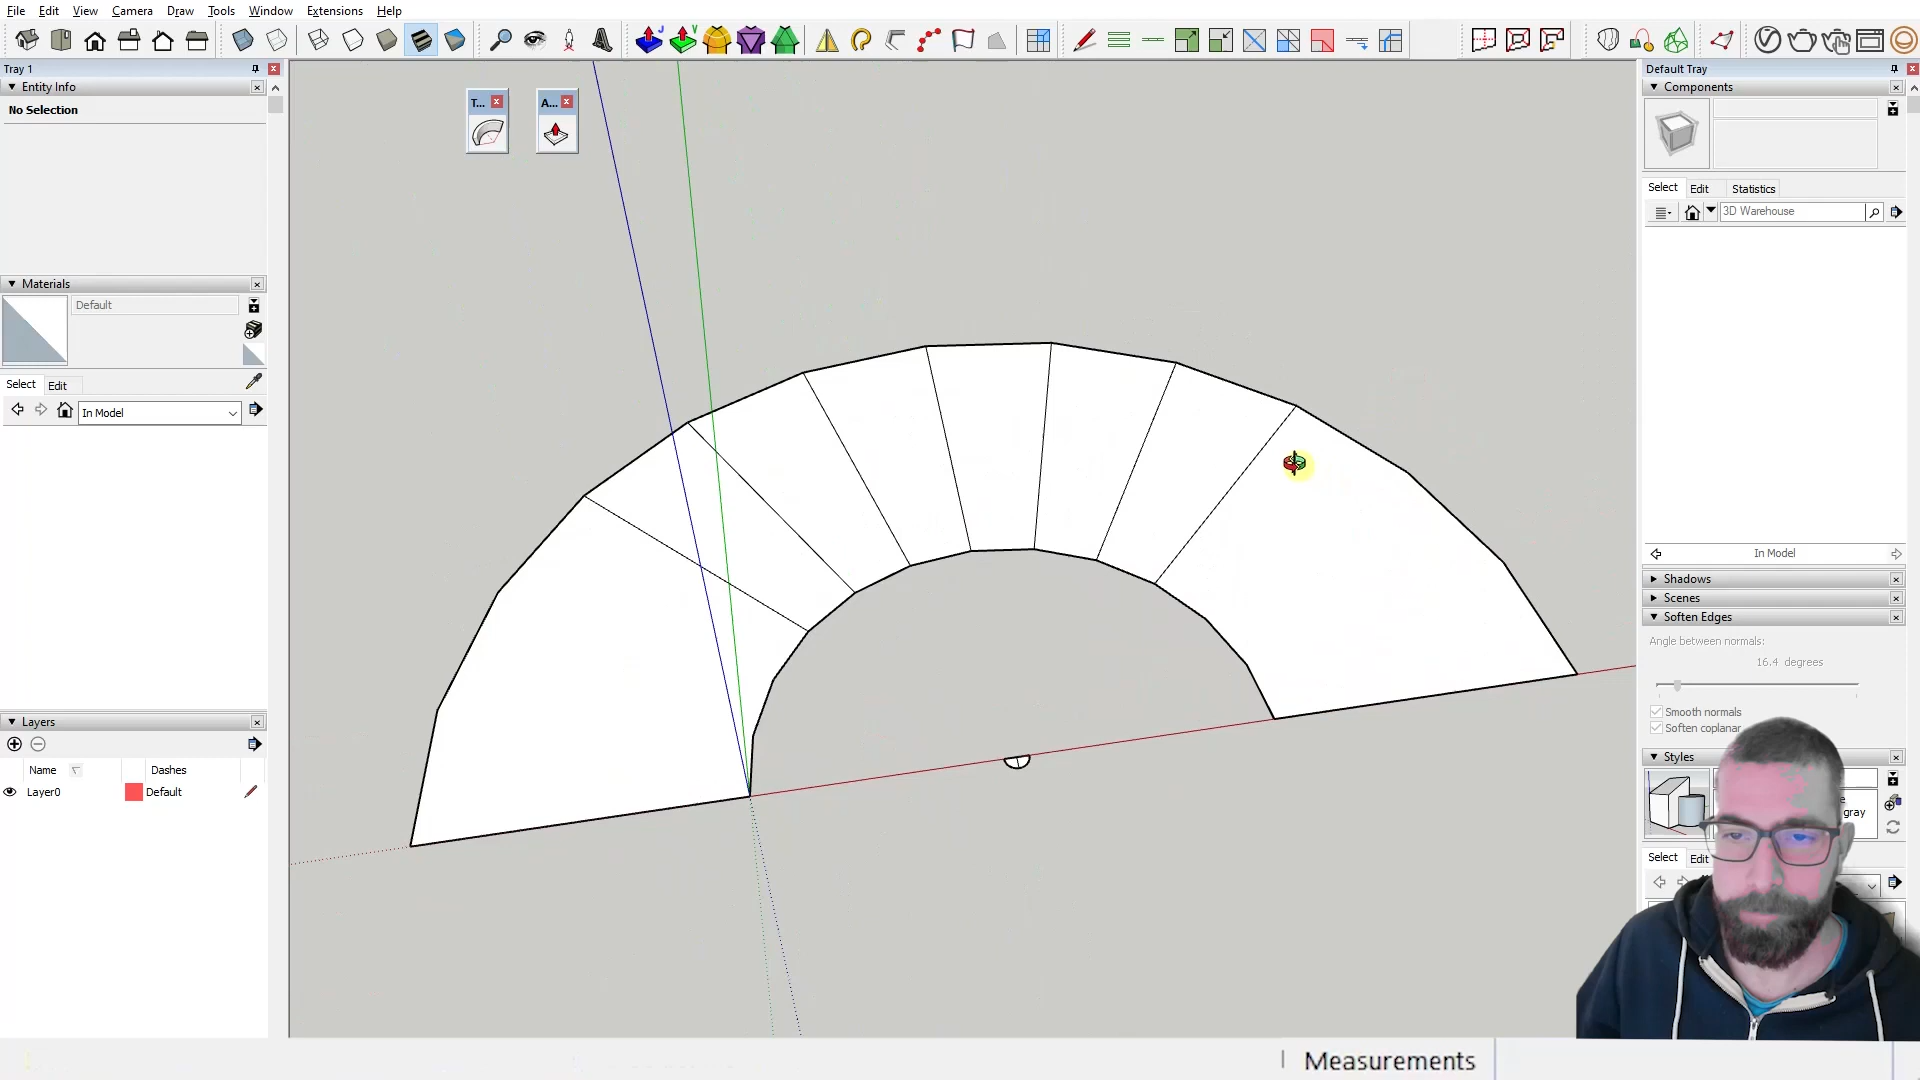 File Edit View Camera Draw Tools Window Extensions Help
Tray 1
Entity Info
No Selection
Materials
Default
Select Edit
In Model
Layers
Name Dashes
Layer0 Default
T...
A...
J
V
Default Tray
Components
Select Edit Statistics
3D Warehouse
In Model
Shadows
Scenes
Soften Edges
Angle between normals:
16.4 degrees
Smooth normals
Soften coplanar
Styles
gray
Select Edit
Measurements